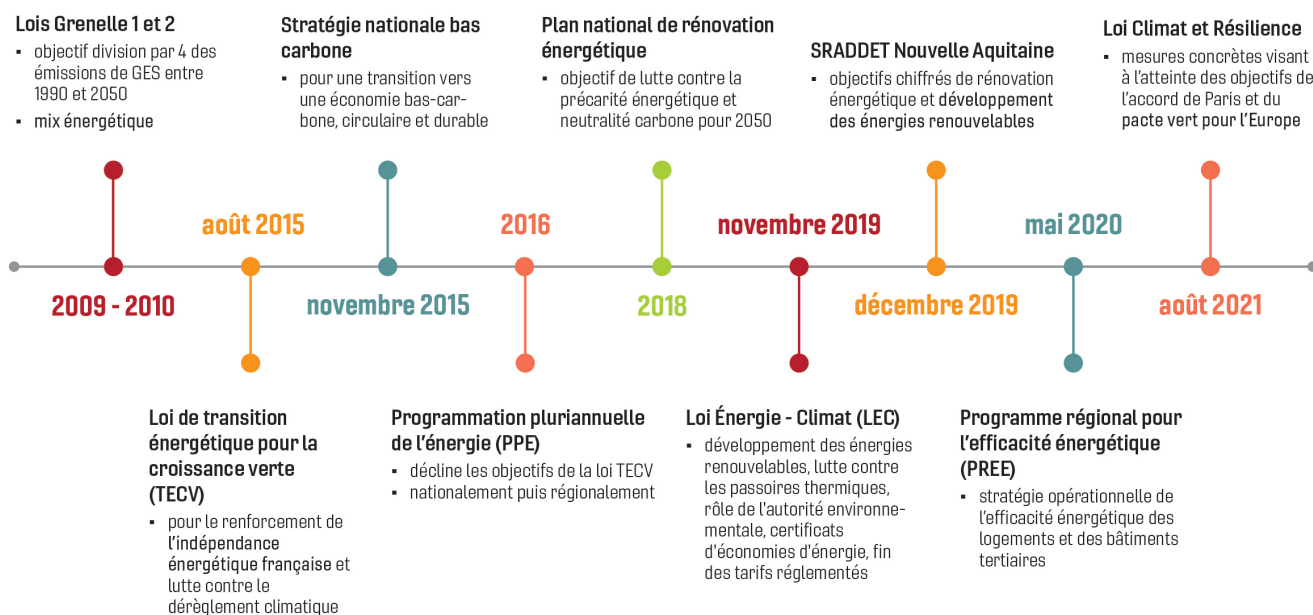 Lois Grenelle 1 et 2
▪ objectif division par 4 des
émissions de GES entre
1990 et 2050
▪ mix énergétique
Stratégie nationale bas
carbone
▪ pour une transition vers
une économie bas-car-
bone, circulaire et durable
Plan national de rénovation
énergétique
▪ objectif de lutte contre la
précarité énergétique et
neutralité carbone pour 2050
SRADDET Nouvelle Aquitaine
▪ objectifs chiffrés de rénovation
énergétique et développement
des énergies renouvelables
Loi Climat et Résilience
▪ mesures concrètes visant
à l'atteinte des objectifs de
l'accord de Paris et du
pacte vert pour l'Europe
août 2015
2016
novembre 2019
mai 2020
2009 - 2010
novembre 2015
2018
décembre 2019
août 2021
Loi de transition
énergétique pour la
croissance verte
(TECV)
▪ pour le renforcement de
l'indépendance
énergétique française et
lutte contre le
dérèglement climatique
Programmation pluriannuelle
de l'énergie (PPE)
▪ décline les objectifs de la loi TECV
▪ nationalement puis régionalement
Loi Énergie - Climat (LEC)
▪ développement des énergies
renouvelables, lutte contre
les passoires thermiques,
rôle de l'autorité environne-
mentale, certificats
d'économies d'énergie, fin
des tarifs réglementés
Programme régional pour
l'efficacité énergétique
(PREE)
▪ stratégie opérationnelle de
l'efficacité énergétique des
logements et des bâtiments
tertiaires